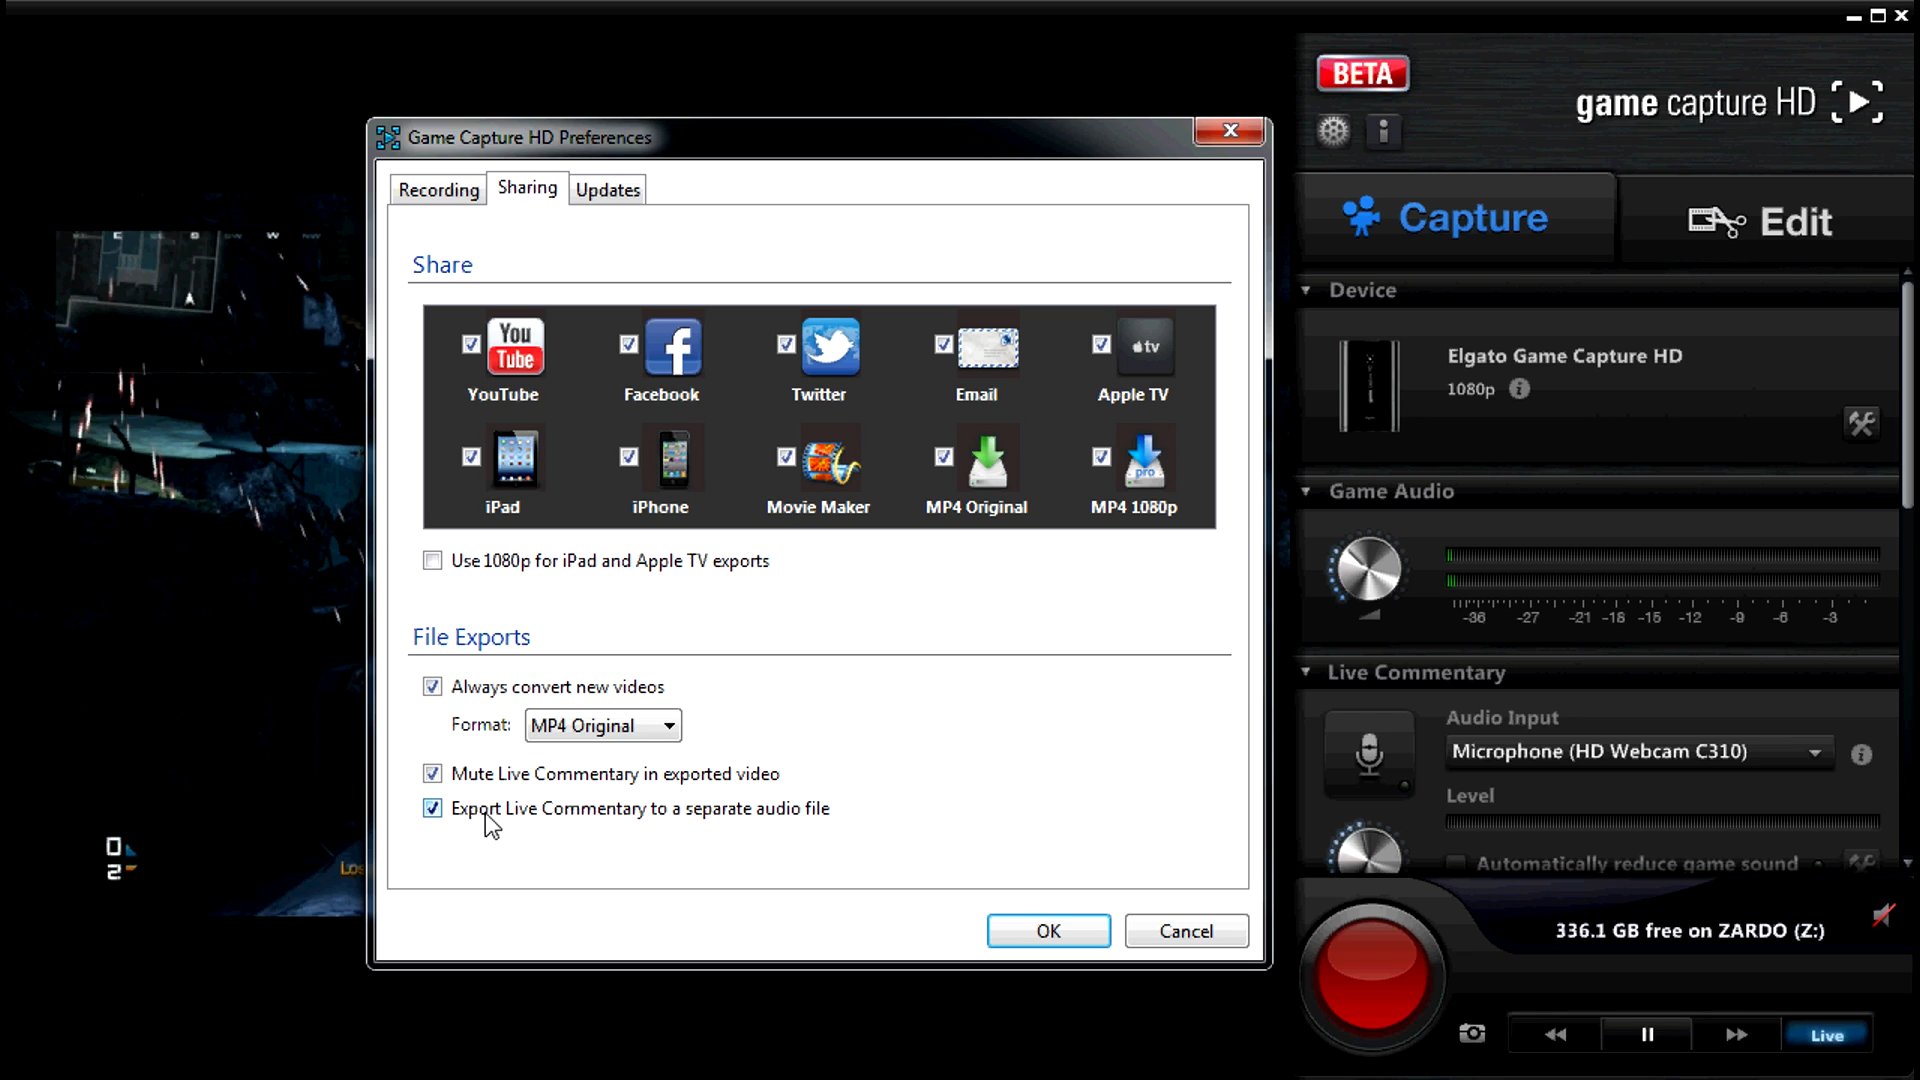 BETA
game capture HD
Game Capture HD Preferences
Recording
Sharing
Updates
Capture
Edit
Share
Device
You
Tube
tv
Elgato Game Capture HD
1080p
YouTube
Facebook
Twitter
Email
Apple TV
pro
iPad
iPhone
Movie Maker
MP4 Original
MP4 1080p
Game Audio
Use 1080p for iPad and Apple TV exports
-36 -27 -21 -18 -15 -12 -9 -6 -3
File Exports
Live Commentary
Always convert new videos
Format: MP4 Original
Audio Input
Microphone (HD Webcam C310)
Mute Live Commentary in exported video
Level
Export Live Commentary to a separate audio file
Automatically reduce game sound
0
2
Los
OK
Cancel
336.1 GB free on ZARDO (Z:)
Live